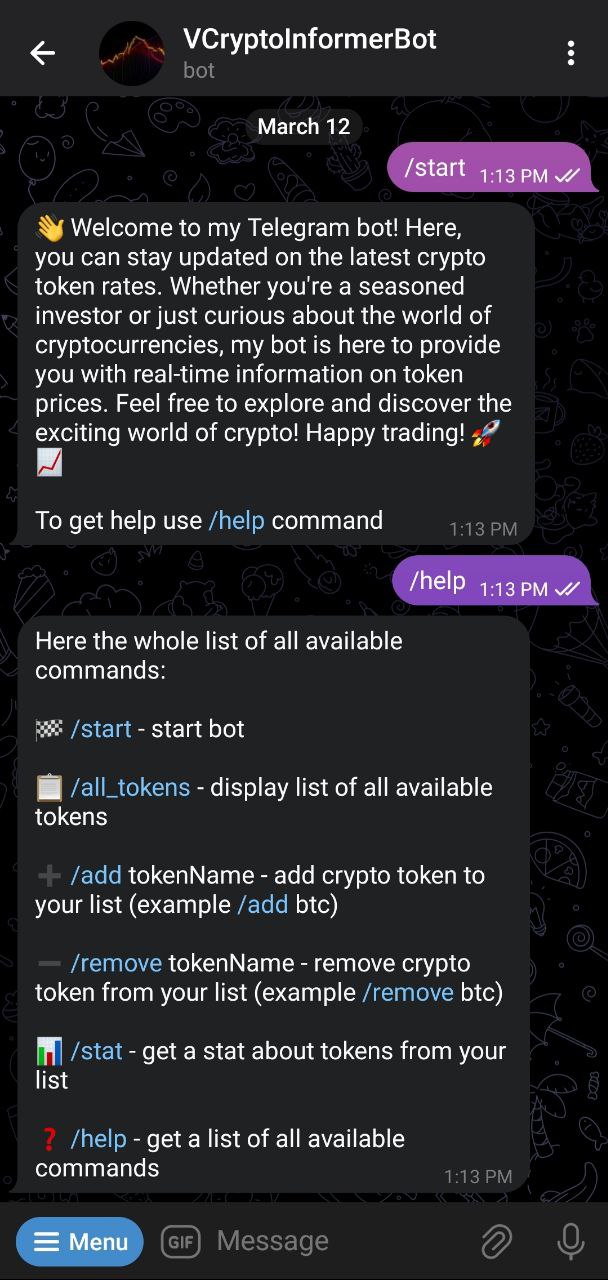 VCryptoInformerBot
bot
March 12
/start 1:13 PM
👋 Welcome to my Telegram bot! Here,
you can stay updated on the latest crypto
token rates. Whether you're a seasoned
investor or just curious about the world of
cryptocurrencies, my bot is here to provide
you with real-time information on token
prices. Feel free to explore and discover the
exciting world of crypto! Happy trading! 🚀
📈
To get help use /help command 1:13 PM
/help 1:13 PM
Here the whole list of all available
commands:
🏁 /start - start bot
📋 /all_tokens - display list of all available
tokens
➕ /add tokenName - add crypto token to
your list (example /add btc)
➖ /remove tokenName - remove crypto
token from your list (example /remove btc)
📊 /stat - get a stat about tokens from your
list
❓ /help - get a list of all available
commands 1:13 PM
Menu GIF Message